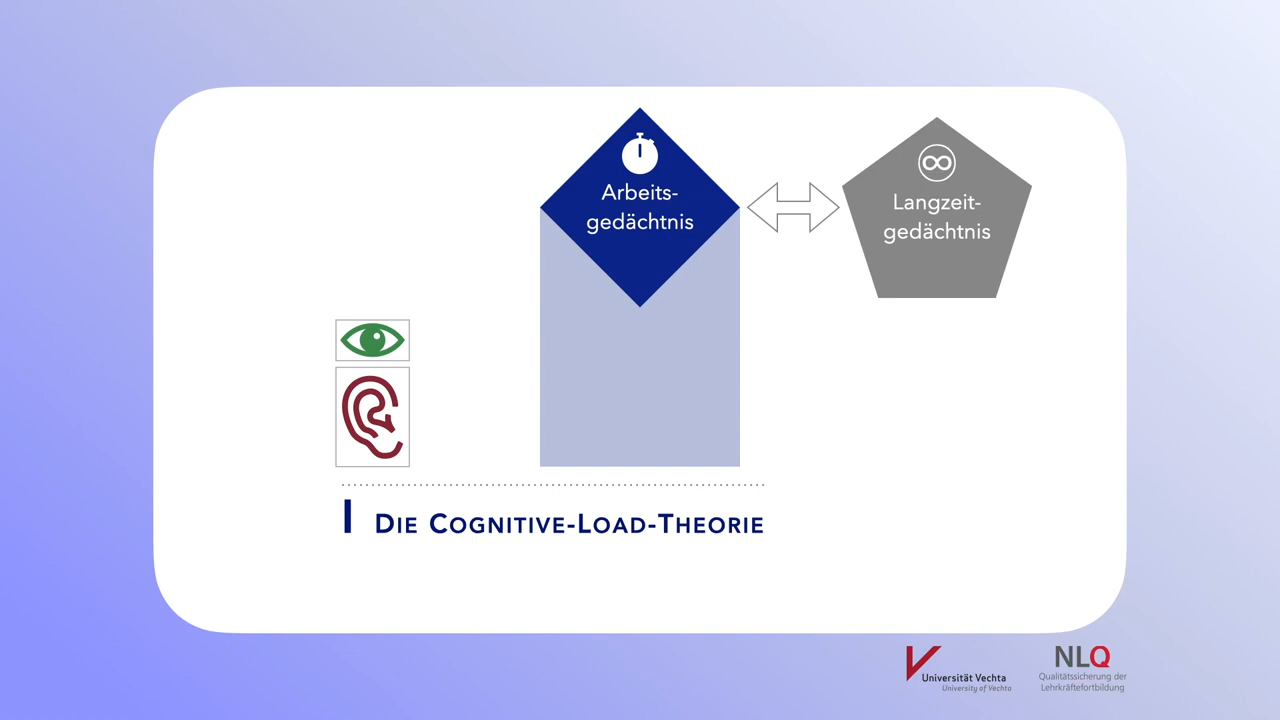 Arbeits-
gedächtnis
Langzeit-
gedächtnis
I Die Cognitive-Load-Theorie
Universität Vechta
University of Vechta
NLQ
Qualitätssicherung der
Lehrkräftefortbildung